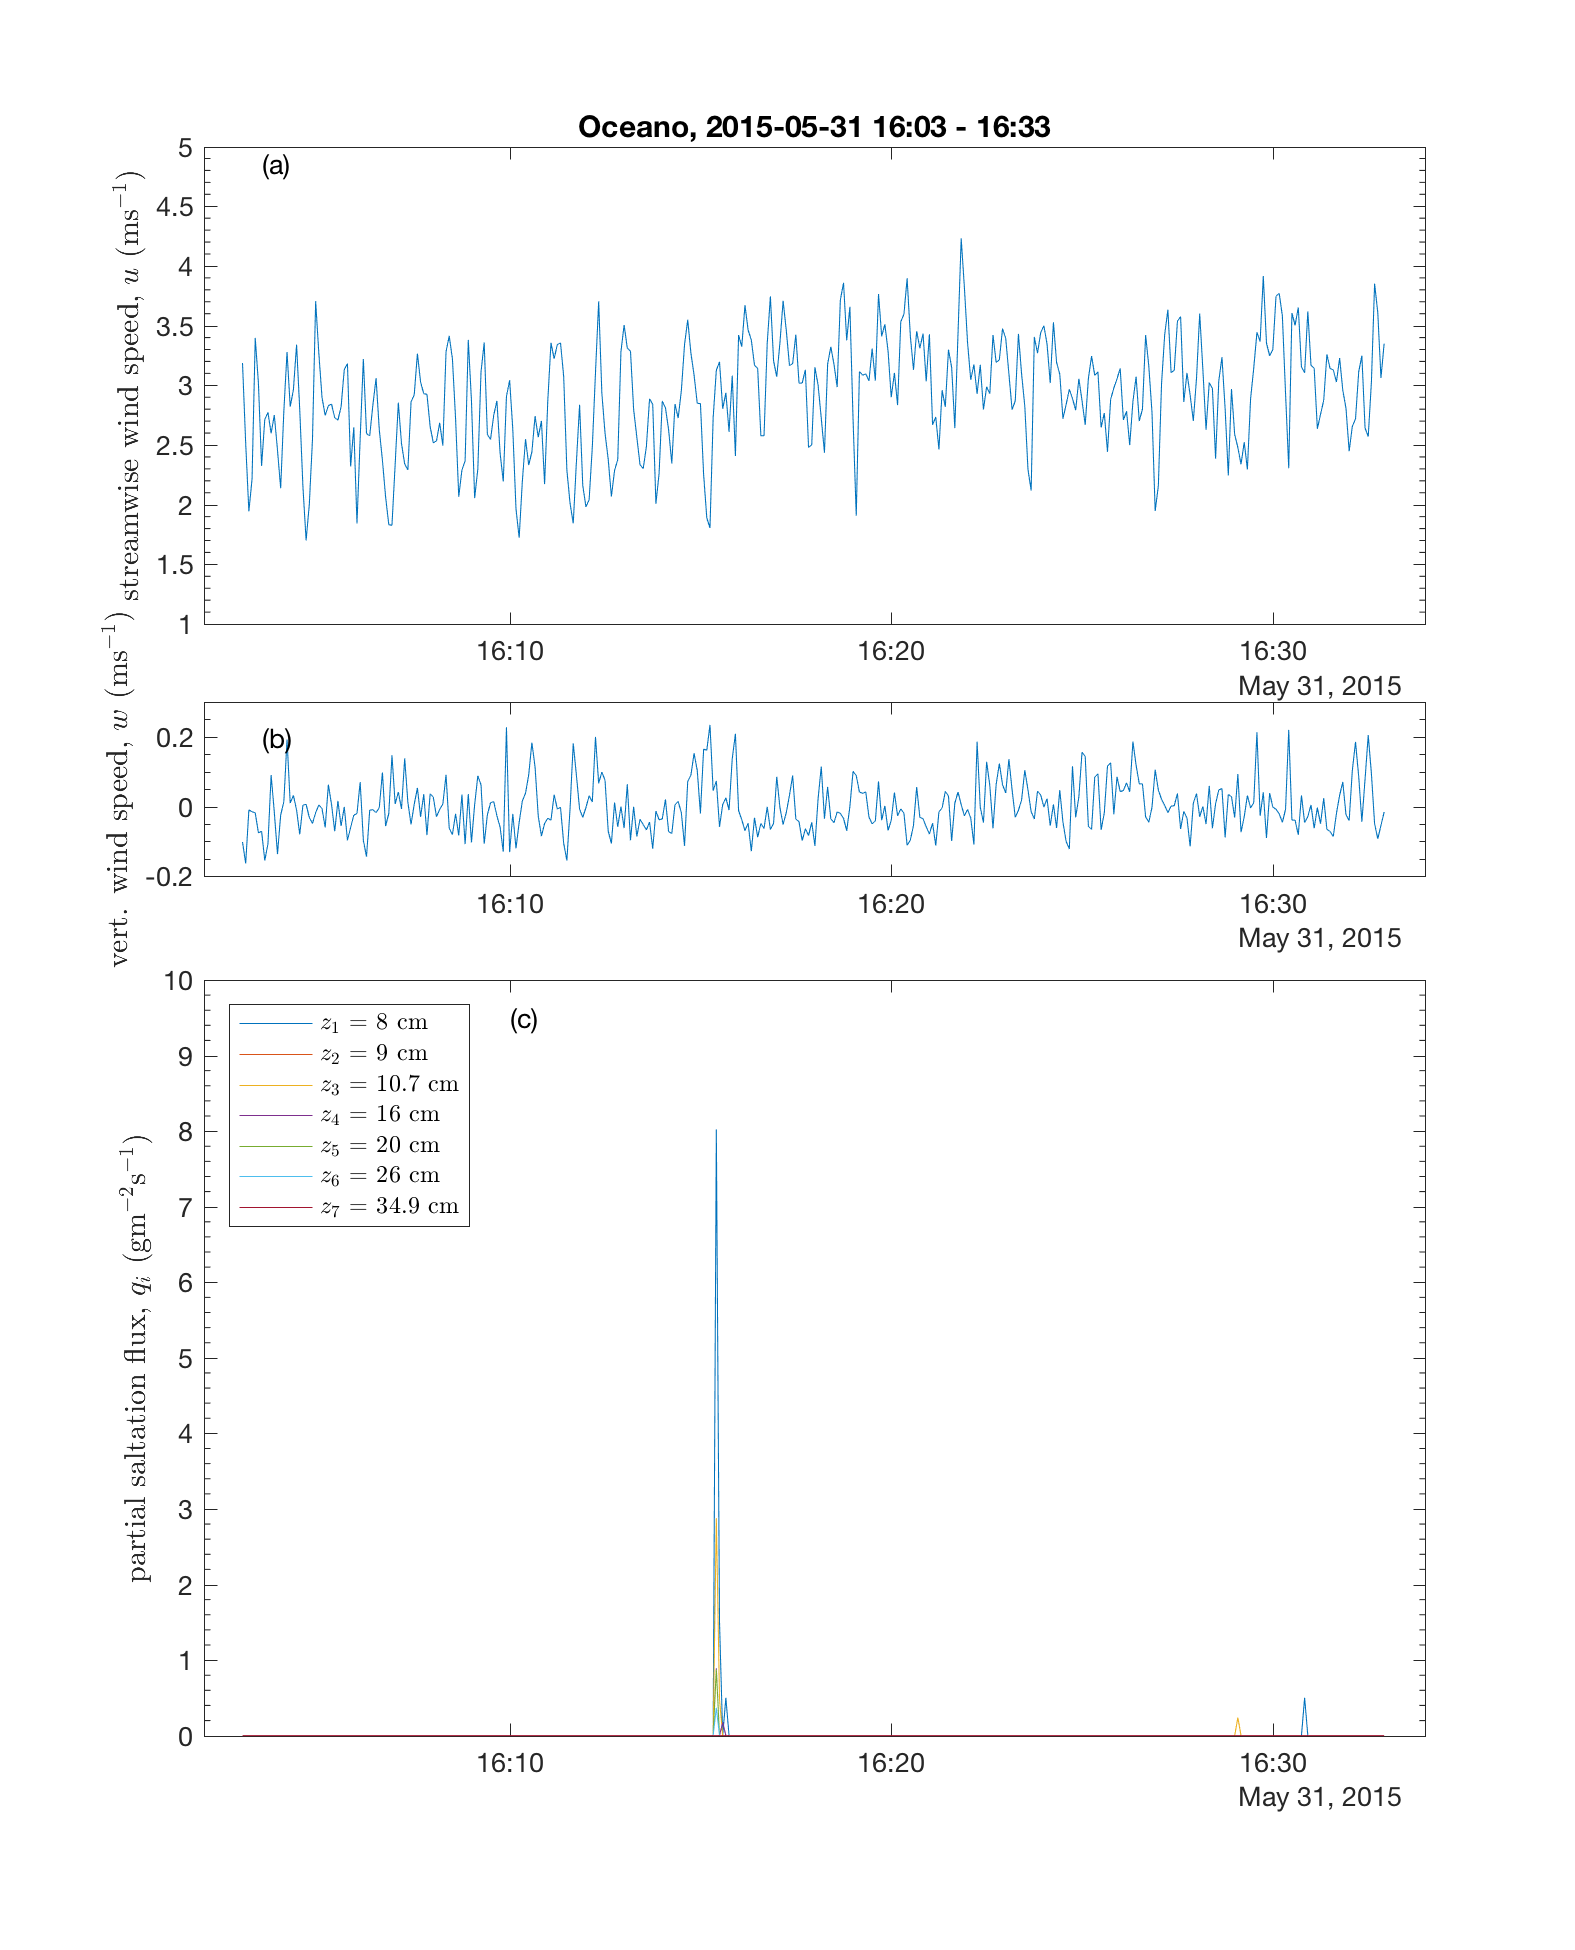 Oceano, 2015-05-31 16:03 - 16:33
(a)
streamwise wind speed, u (ms⁻¹)
5
4.5
4
3.5
3
2.5
2
1.5
1
16:10 16:20 16:30
May 31, 2015
(b)
vert. wind speed, w (ms⁻¹)
0.2
0
-0.2
16:10 16:20 16:30
May 31, 2015
(c)
partial saltation flux, qᵢ (gm⁻²s⁻¹)
10
9
8
7
6
5
4
3
2
1
0
z₁ = 8 cm
z₂ = 9 cm
z₃ = 10.7 cm
z₄ = 16 cm
z₅ = 20 cm
z₆ = 26 cm
z₇ = 34.9 cm
16:10 16:20 16:30
May 31, 2015